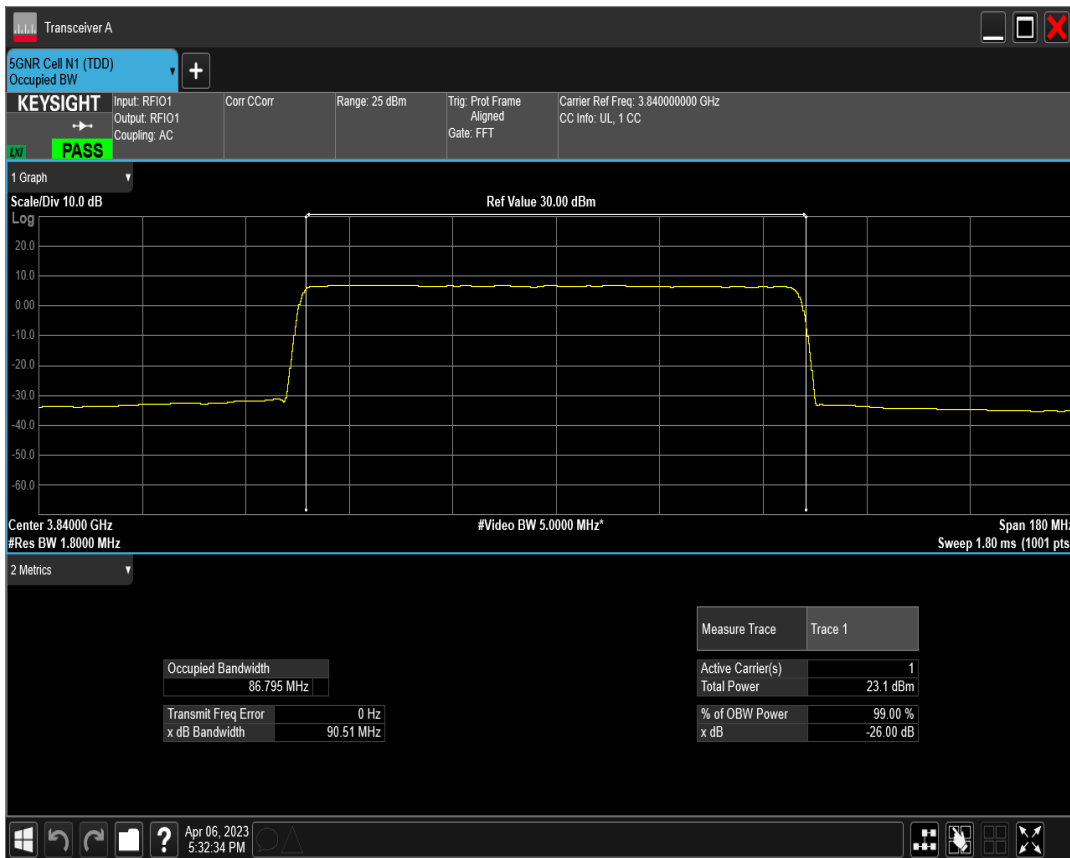 Transceiver A
5GNR Cell N1 (TDD)
Occupied BW
+
KEYSIGHT
LXI
PASS
Input: RFIO1
Output: RFIO1
Coupling: AC
Corr CCorr
Range: 25 dBm
Trig: Prot Frame
Aligned
Gate: FFT
Carrier Ref Freq: 3.840000000 GHz
CC Info: UL, 1 CC
1 Graph
Scale/Div 10.0 dB
Ref Value 30.00 dBm
Log
20.0
10.0
0.00
-10.0
-20.0
-30.0
-40.0
-50.0
-60.0
Center 3.84000 GHz
#Video BW 5.0000 MHz*
Span 180 MHz
#Res BW 1.8000 MHz
Sweep 1.80 ms (1001 pts
2 Metrics
Measure Trace Trace 1
Occupied Bandwidth
86.795 MHz
Active Carrier(s) 1
Total Power 23.1 dBm
Transmit Freq Error 0 Hz
x dB Bandwidth 90.51 MHz
% of OBW Power 99.00 %
x dB -26.00 dB
?
Apr 06, 2023
5:32:34 PM